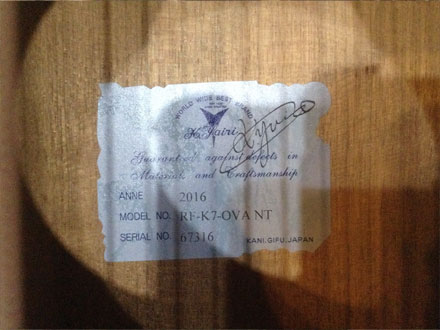 WORLD WIDE BEST BRAND
K.Yairi
Guarantee against defects in
Materials and Craftsmanship
ANNE 2016
MODEL NO. RF-K7-OVA NT
SERIAL NO. 67316
KANI, GIFU, JAPAN